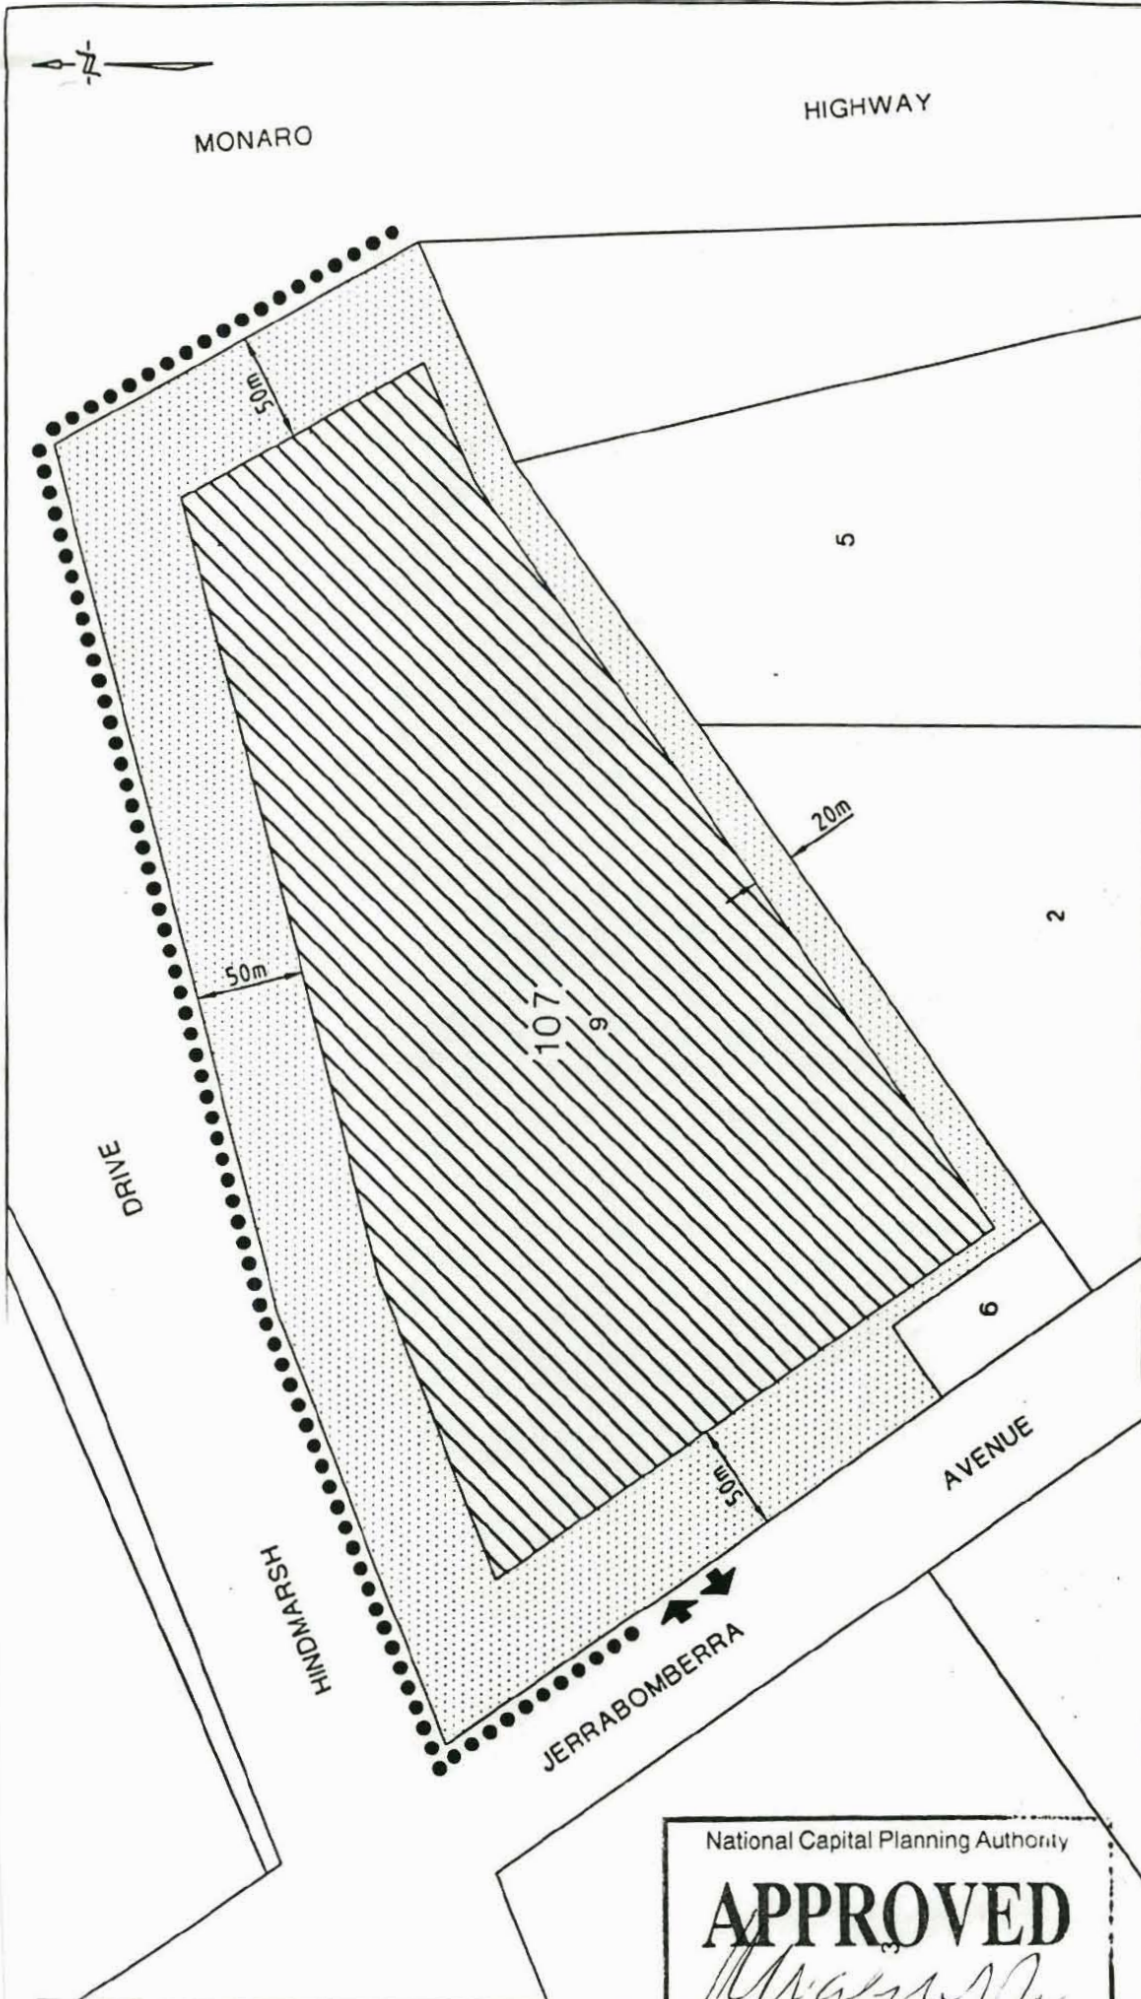 N
MONARO
HIGHWAY
50m
5
20m
2
50m
107
9
DRIVE
6
50m
AVENUE
HINDMARSH
JERRABOMBERRA
National Capital Planning Authority
APPROVED
3